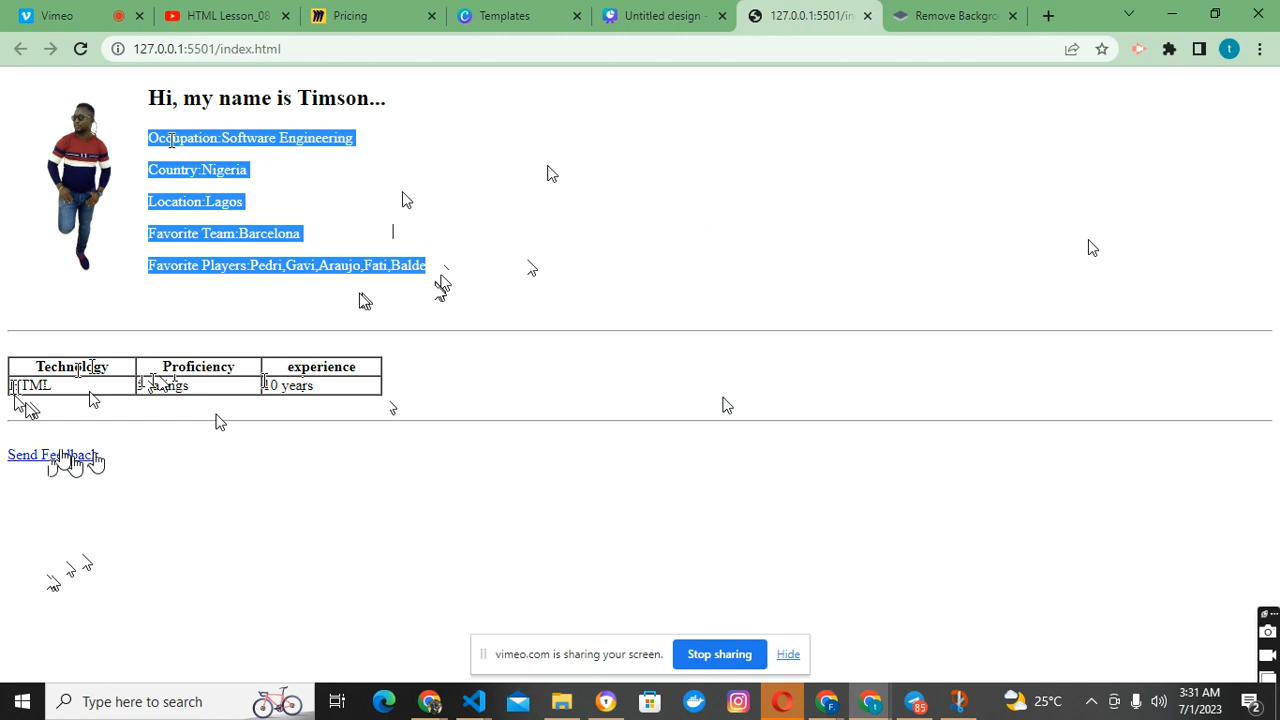 Vimeo
HTML Lesson_08
Pricing
Templates
Untitled design -
127.0.0.1:5501/in
Remove Backgro
127.0.0.1:5501/index.html
t
Hi, my name is Timson...
Occupation:Software Engineering
Country:Nigeria
Location:Lagos
Favorite Team:Barcelona
Favorite Players:Pedri,Gavi,Araujo,Fati,Balde
Technology Proficiency experience
HTML 10 years
Send Feedback
vimeo.com is sharing your screen. Stop sharing Hide
Type here to search
85
25°C
3:31 AM
7/1/2023
2